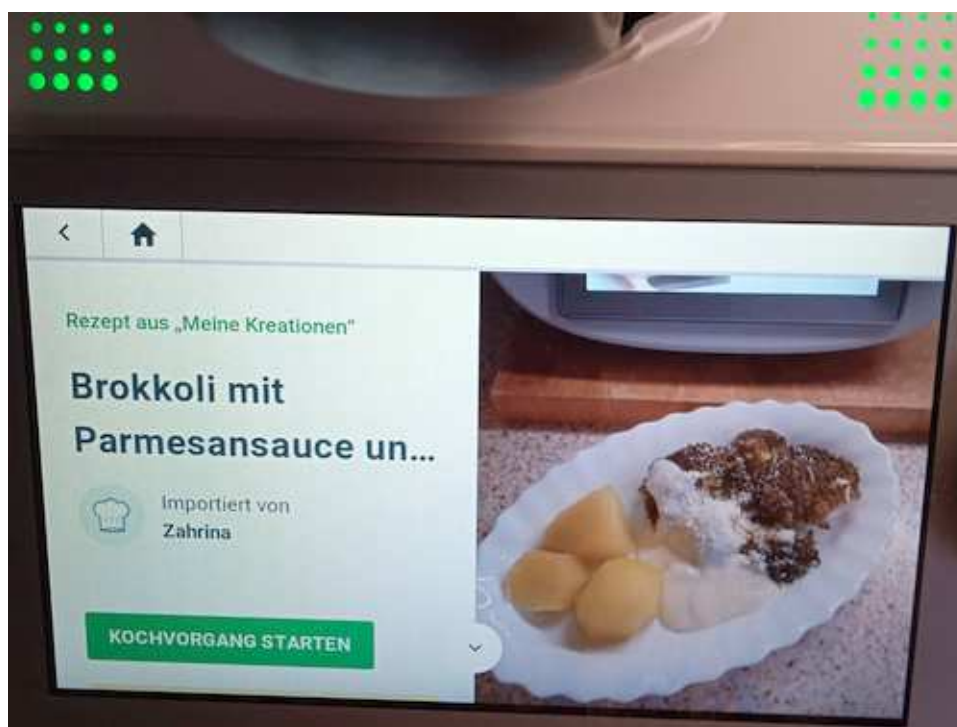 Rezept aus „Meine Kreationen“
Brokkoli mit
Parmesansauce un...
Importiert von
Zahrina
KOCHVORGANG STARTEN